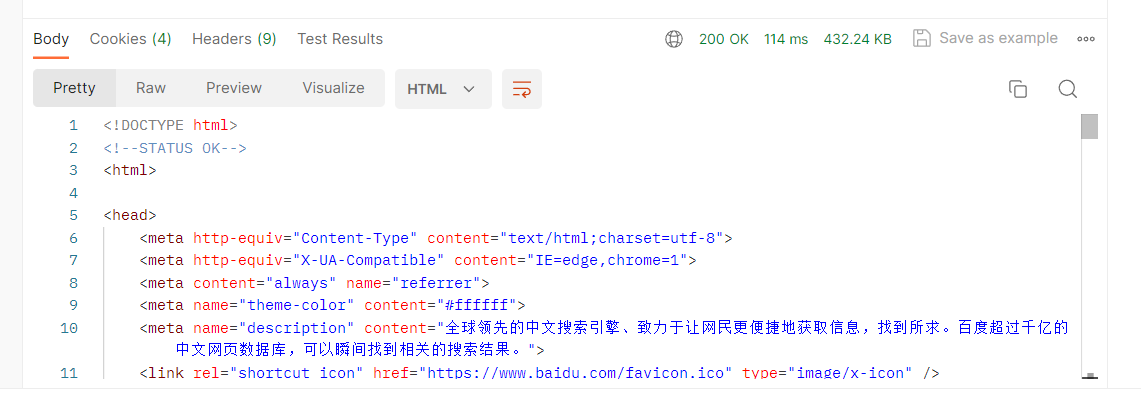 Body Cookies (4) Headers (9) Test Results 200 OK 114 ms 432.24 KB Save as example
Pretty Raw Preview Visualize HTML
1 <!DOCTYPE html>
2 <!--STATUS OK-->
3 <html>
4
5 <head>
6 <meta http-equiv="Content-Type" content="text/html;charset=utf-8">
7 <meta http-equiv="X-UA-Compatible" content="IE=edge,chrome=1">
8 <meta content="always" name="referrer">
9 <meta name="theme-color" content="#ffffff">
10 <meta name="description" content="全球领先的中文搜索引擎、致力于让网民更便捷地获取信息，找到所求。百度超过千亿的
中文网页数据库，可以瞬间找到相关的搜索结果。">
11 <link rel="shortcut icon" href="https://www.baidu.com/favicon.ico" type="image/x-icon" />